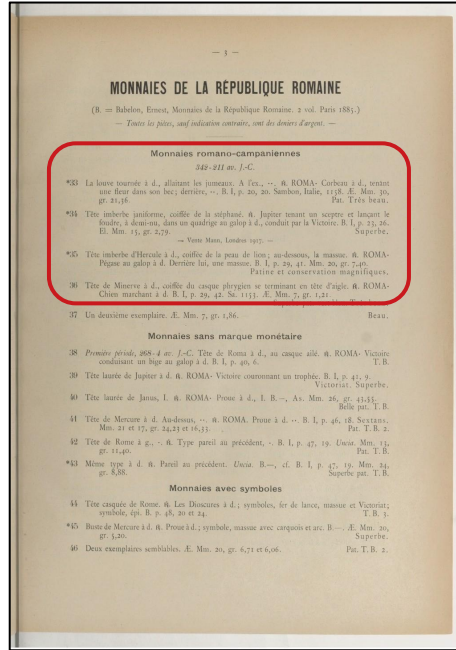 — 3 —
MONNAIES DE LA RÉPUBLIQUE ROMAINE
(B. = Babelon, Ernest, Monnaies de la République Romaine. 2 vol. Paris 1885.)
— Toutes les pièces, sauf indication contraire, sont des deniers d'argent. —
Monnaies romano-campaniennes
342-211 av. J.-C.
*33 La louve tournée à d., allaitant les jumeaux. A l'ex., ··. ℞. ROMA· Corbeau à d., tenant
une fleur dans son bec; derrière, ··. B. I, p. 20, 20. Sambon, Italie, 1158. Æ. Mm. 30,
gr. 21,36. Pat. Très beau.
*34 Tête imberbe janiforme, coiffée de la stéphané. ℞. Jupiter tenant un sceptre et lançant le
foudre, à demi-nu, dans un quadrige au galop à d., conduit par la Victoire. B. I, p. 23, 26.
El. Mm. 15, gr. 2,79. Superbe.
— Vente Mann, Londres 1917. —
*35 Tête imberbe d'Hercule à d., coiffée de la peau de lion; au-dessous, la massue. ℞. ROMA·
Pégase au galop à d. Derrière lui, une massue. B. I, p. 29, 41. Mm. 20, gr. 7,40.
Patine et conservation magnifiques.
36 Tête de Minerve à d., coiffée du casque phrygien se terminant en tête d'aigle. ℞. ROMA·
Chien marchant à d. B. I, p. 29, 42. Sa. 1153. Æ. Mm. 7, gr. 1,21.
37 Un deuxième exemplaire. Æ. Mm. 7, gr. 1,86. Beau.
Monnaies sans marque monétaire
38 Première période, 268-4 av. J.-C. Tête de Roma à d., au casque ailé. ℞. ROMA· Victoire
conduisant un bige au galop à d. B. I, p. 40, 6. T. B.
39 Tête laurée de Jupiter à d. ℞. ROMA· Victoire couronnant un trophée. B. I, p. 41, 9.
Victoriat. Superbe.
40 Tête laurée de Janus, I. ℞. ROMA· Proue à d., I. B.—, As. Mm. 26, gr. 43,55.
Belle pat. T. B.
41 Tête de Mercure à d. Au-dessus, ··. ℞. ROMA. Proue à d. ··. B. I, p. 46, 18. Sextans.
Mm. 21 et 17, gr. 24,23 et 16,33. Pat. T. B. 2.
42 Tête de Rome à g., ·. ℞. Type pareil au précédent, ·. B. I, p. 47, 19. Uncia. Mm. 13,
gr. 11,40. Pat. T. B.
*43 Même type à d. ℞. Pareil au précédent. Uncia. B.—, cf. B. I, p. 47, 19. Mm. 24,
gr. 8,88. Superbe pat. T. B.
Monnaies avec symboles
44 Tête casquée de Rome. ℞. Les Dioscures à d.; symboles, fer de lance, massue et Victoriat;
symbole, épi. B. p. 48, 20 et 24. T. B. 3.
*45 Buste de Mercure à d. ℞. Proue à d.; symbole, massue avec carquois et arc. B —. Æ. Mm. 20,
gr. 5,20. Superbe.
46 Deux exemplaires semblables. Æ. Mm. 20, gr. 6,71 et 6,06. Pat. T. B. 2.